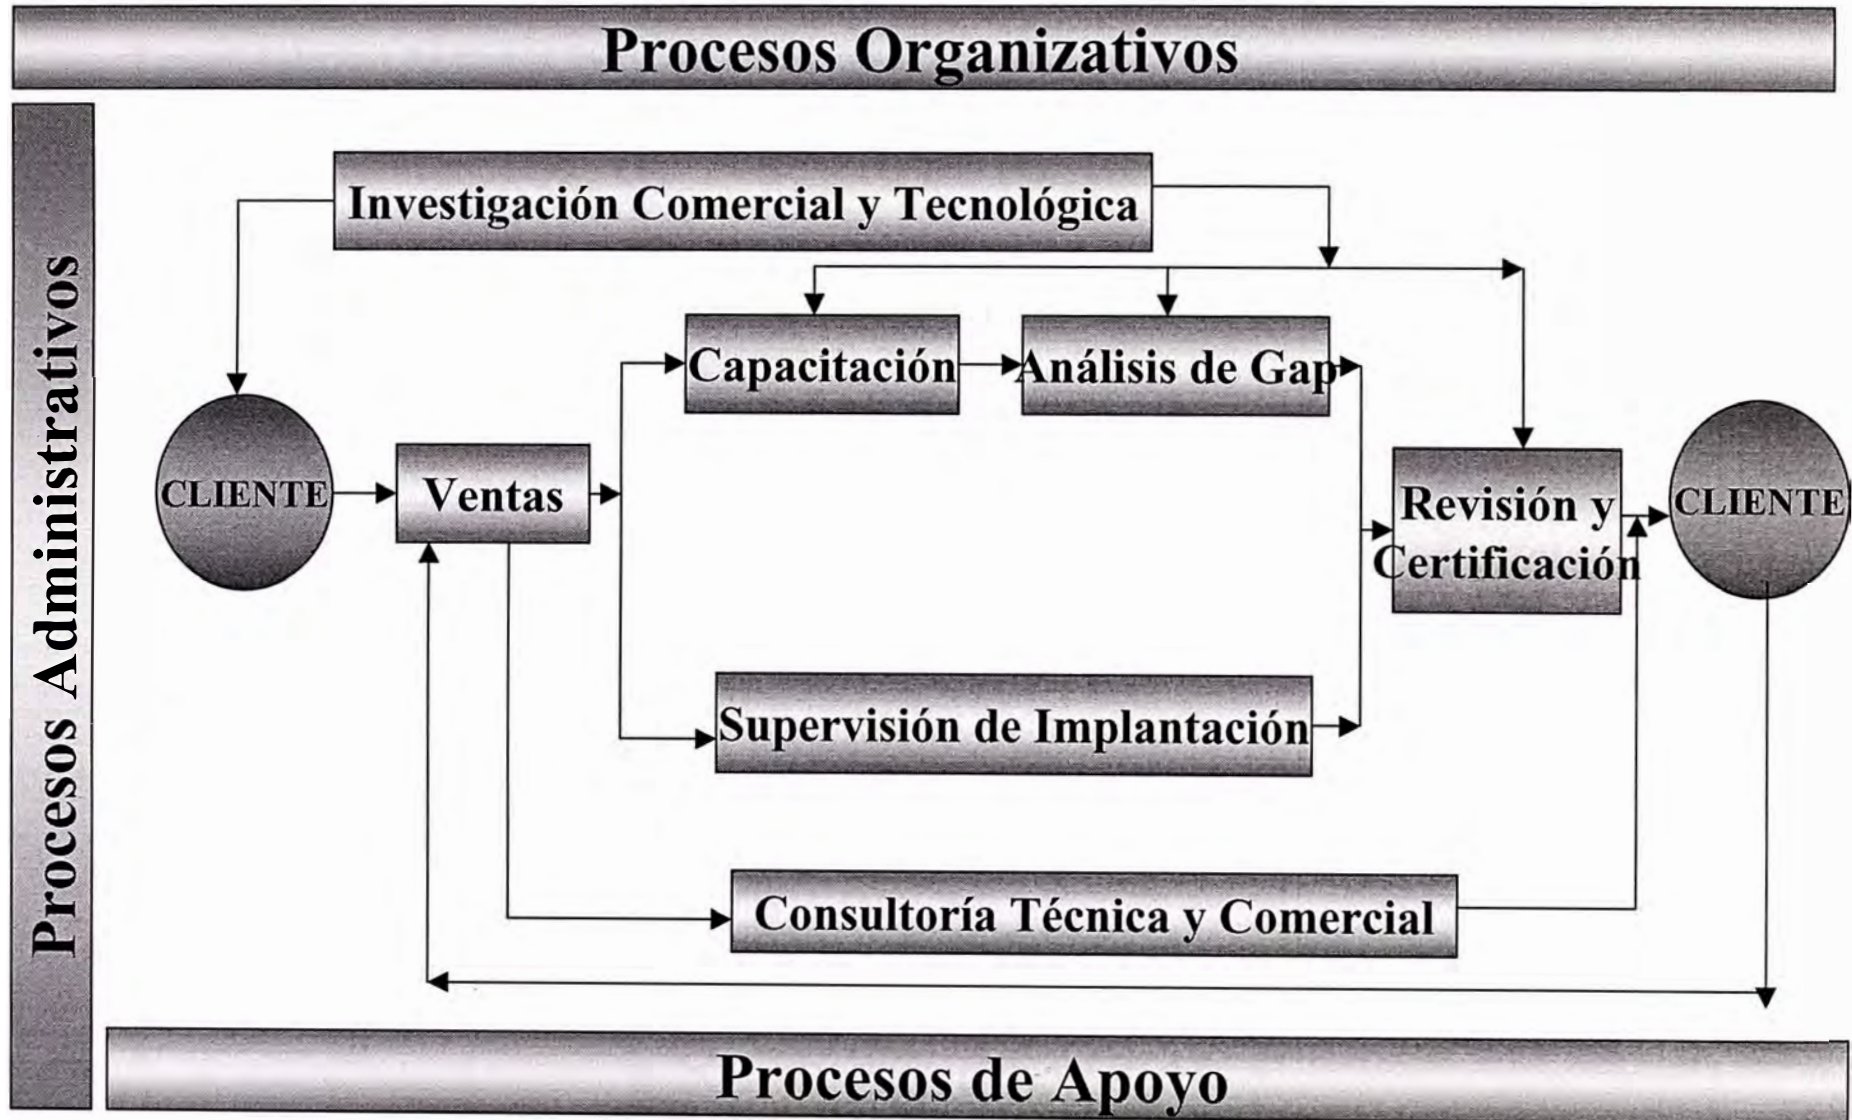 Procesos Organizativos
Procesos Administrativos
Investigación Comercial y Tecnológica
Capacitación
Análisis de Gap
CLIENTE
Ventas
Revisión y
Certificación
CLIENTE
Supervisión de Implantación
Consultoría Técnica y Comercial
Procesos de Apoyo